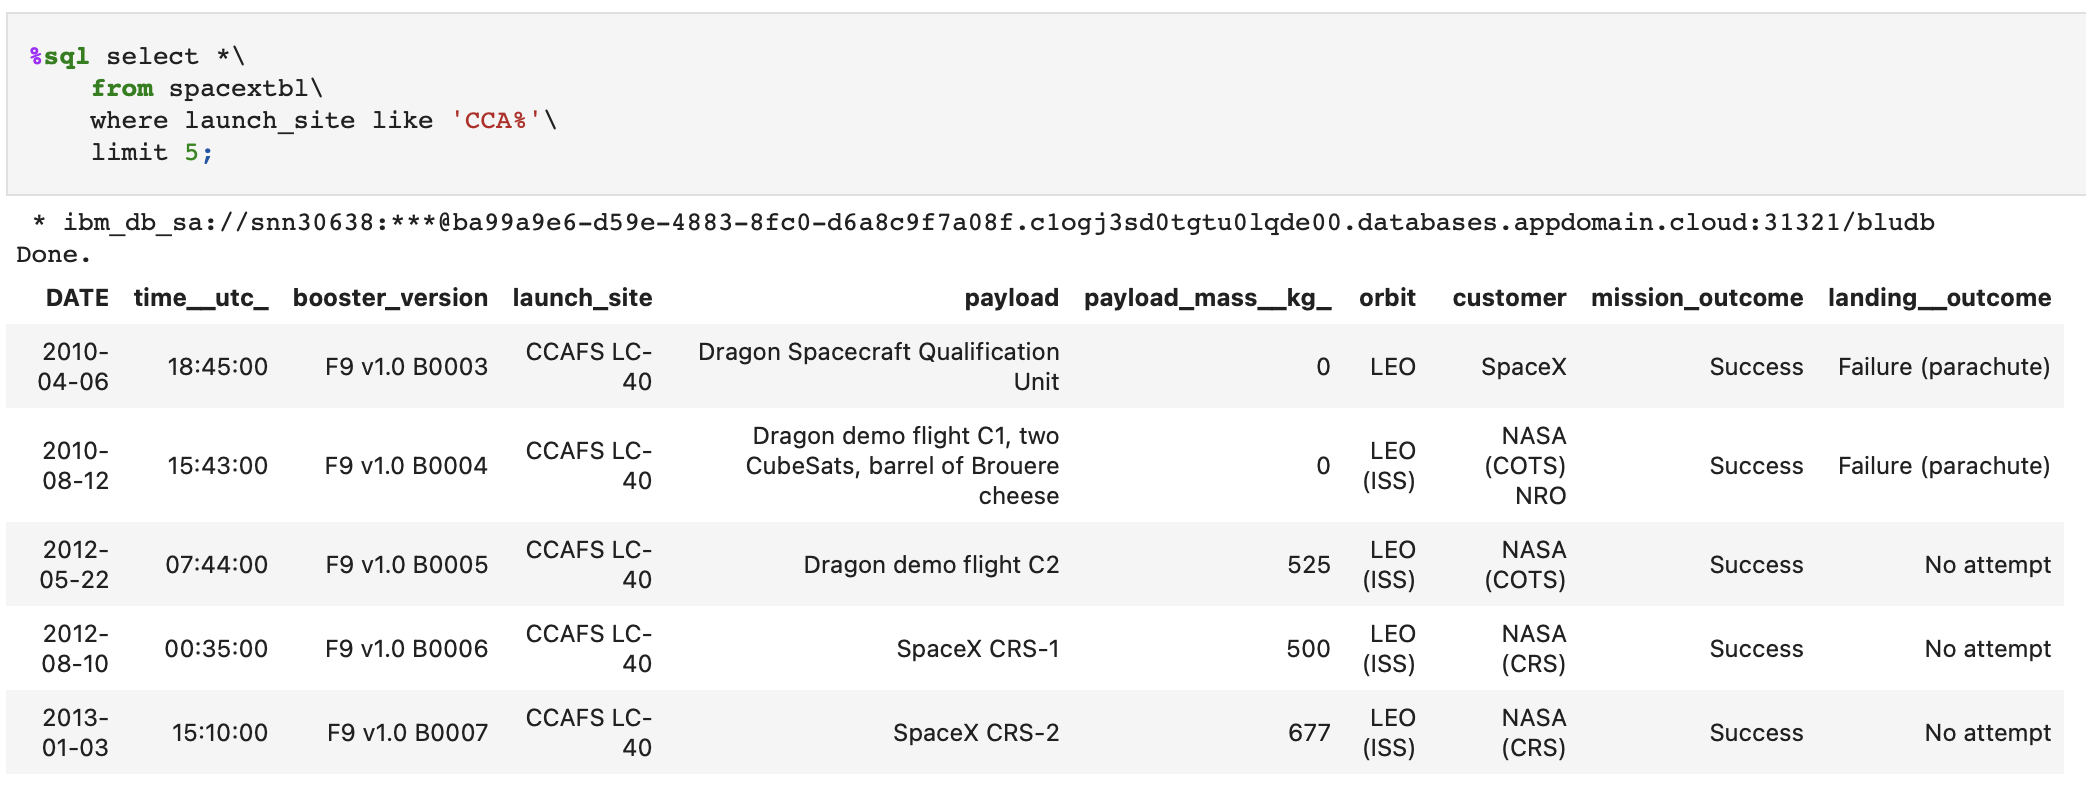 %sql select *\
from spacextbl\
where launch_site like 'CCA%'\
limit 5;
* ibm_db_sa://snn30638:***@ba99a9e6-d59e-4883-8fc0-d6a8c9f7a08f.c1ogj3sd0tgtu0lqde00.databases.appdomain.cloud:31321/bludb
Done.
DATE time__utc_ booster_version launch_site payload payload_mass__kg_ orbit customer mission_outcome landing__outcome
2010-04-06 18:45:00 F9 v1.0 B0003 CCAFS LC-40 Dragon Spacecraft Qualification Unit 0 LEO SpaceX Success Failure (parachute)
2010-08-12 15:43:00 F9 v1.0 B0004 CCAFS LC-40 Dragon demo flight C1, two CubeSats, barrel of Brouere cheese 0 LEO (ISS) NASA (COTS) NRO Success Failure (parachute)
2012-05-22 07:44:00 F9 v1.0 B0005 CCAFS LC-40 Dragon demo flight C2 525 LEO (ISS) NASA (COTS) Success No attempt
2012-08-10 00:35:00 F9 v1.0 B0006 CCAFS LC-40 SpaceX CRS-1 500 LEO (ISS) NASA (CRS) Success No attempt
2013-01-03 15:10:00 F9 v1.0 B0007 CCAFS LC-40 SpaceX CRS-2 677 LEO (ISS) NASA (CRS) Success No attempt